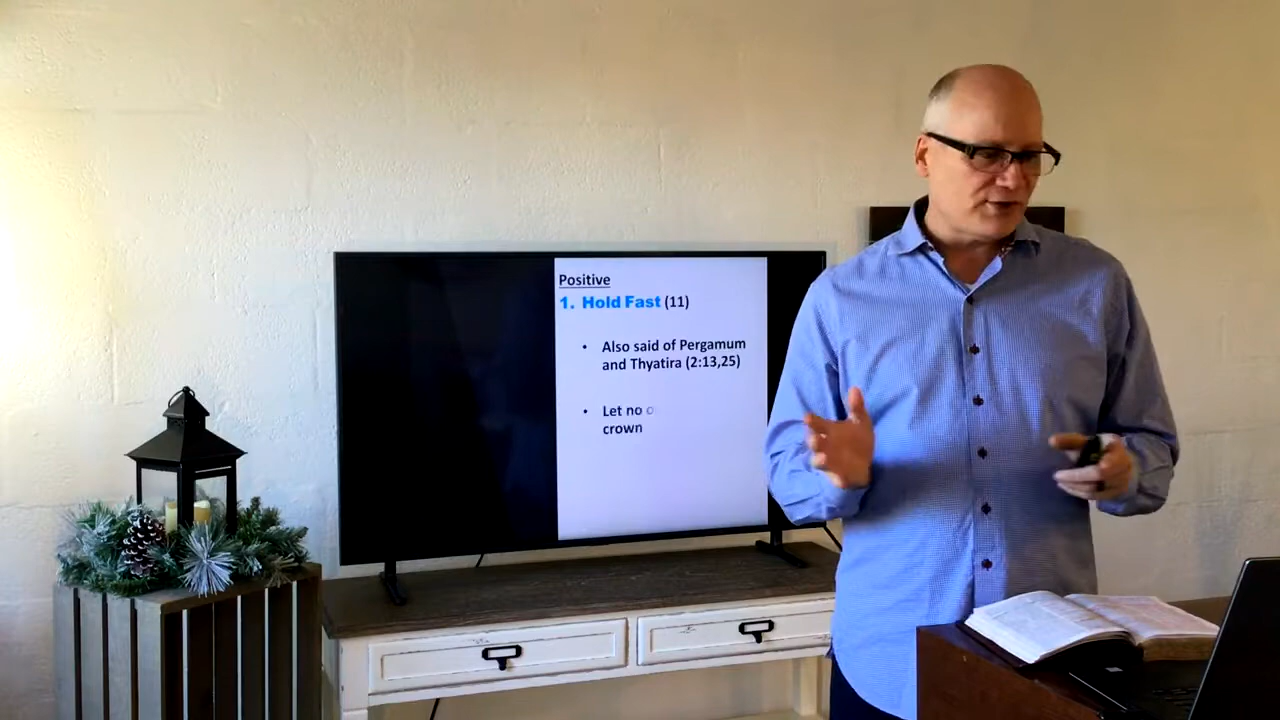 Positive
1. Hold Fast (11)
• Also said of Pergamum
and Thyatira (2:13,25)
• Let no o
crown